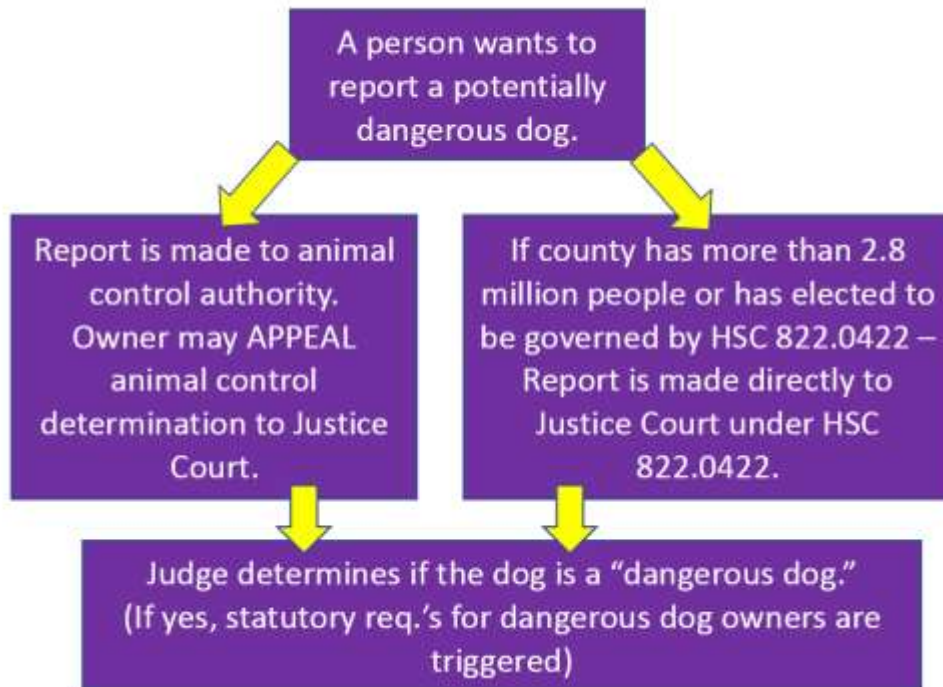 A person wants to
report a potentially
dangerous dog.
Report is made to animal
control authority.
Owner may APPEAL
animal control
determination to Justice
Court.
If county has more than 2.8
million people or has elected to
be governed by HSC 822.0422 –
Report is made directly to
Justice Court under HSC
822.0422.
Judge determines if the dog is a “dangerous dog.”
(If yes, statutory req.‘s for dangerous dog owners are
triggered)